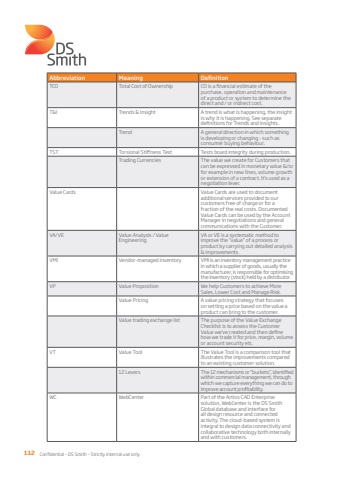 DS
Smith
Abbreviation Meaning Definition
TCO Total Cost of Ownership CO is a financial estimate of the
purchase, operation and maintenance
of a product or system to determine the
direct and / or indirect cost.
T&I Trends & Insight A trend is what is happening, the insight
is why it is happening. See separate
definitions for Trends and Insights.
Trend A general direction in which something
is developing or changing - such as
consumer buying behaviour.
TST Torsional Stiffness Test Tests board integrity during production.
Trading Currencies The value we create for Customers that
can be expressed in monetary value &/or
for example in new lines, volume growth
or extension of a contract. It's used as a
negotiation lever.
Value Cards Value Cards are used to document
additional services provided to our
customers free of charge or for a
fraction of the real costs. Documented
Value Cards can be used by the Account
Manager in negotiations and general
communications with the Customer.
VA/ VE Value Analysis / Value VA or VE is a systematic method to
Engineering improve the "value" of a process or
product by carrying out detailed analysis
& improvements.
VMI Vendor-managed inventory VMI is an inventory management practice
in which a supplier of goods, usually the
manufacturer, is responsible for optimising
the inventory (stock) held by a distributor.
VP Value Proposition We help Customers to achieve More
Sales, Lower Cost and Manage Risk.
Value Pricing A value pricing strategy that focuses
on setting a price based on the value a
product can bring to the customer.
Value trading exchange list The purpose of the Value Exchange
Checklist is to assess the Customer
Value we've created and then define
how we trade it for price, margin, volume
or account security etc.
VT Value Tool The Value Tool is a comparison tool that
illustrates the improvements compared
to an existing customer solution.
12 Levers The 12 mechanisms or "buckets", identified
within commercial management, through
which we capture everything we can do to
improve account profitability.
WC WebCenter Part of the Artios CAD Enterprise
solution, WebCenter is the DS Smith
Global database and interface for
all design resource and connected
activity. The cloud-based system is
integral to design data connectivity and
collaborative technology both internally
and with customers.
112 Confidential – DS Smith – Strictly internal use only.